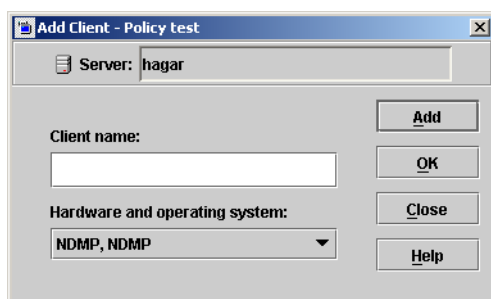 Add Client - Policy test
Server: hagar
Add
Client name:
OK
Hardware and operating system:
Close
NDMP, NDMP
Help